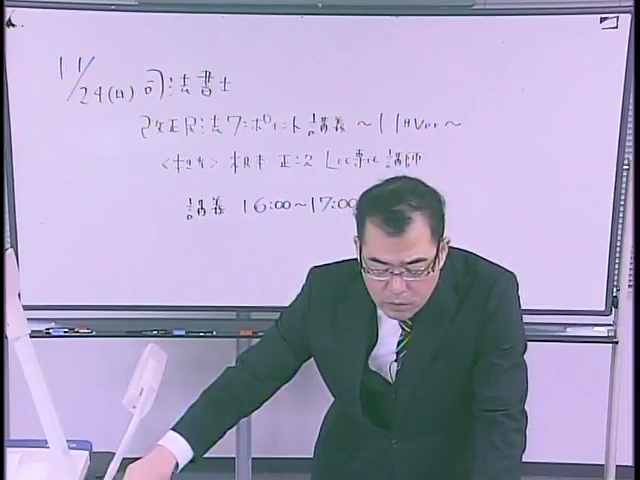 11/24(日) 司法書士
改正民法ワンポイント講義 ～11月Ver～
<担当> 根本 正次 LEC専任講師
講義 16:00～17:00